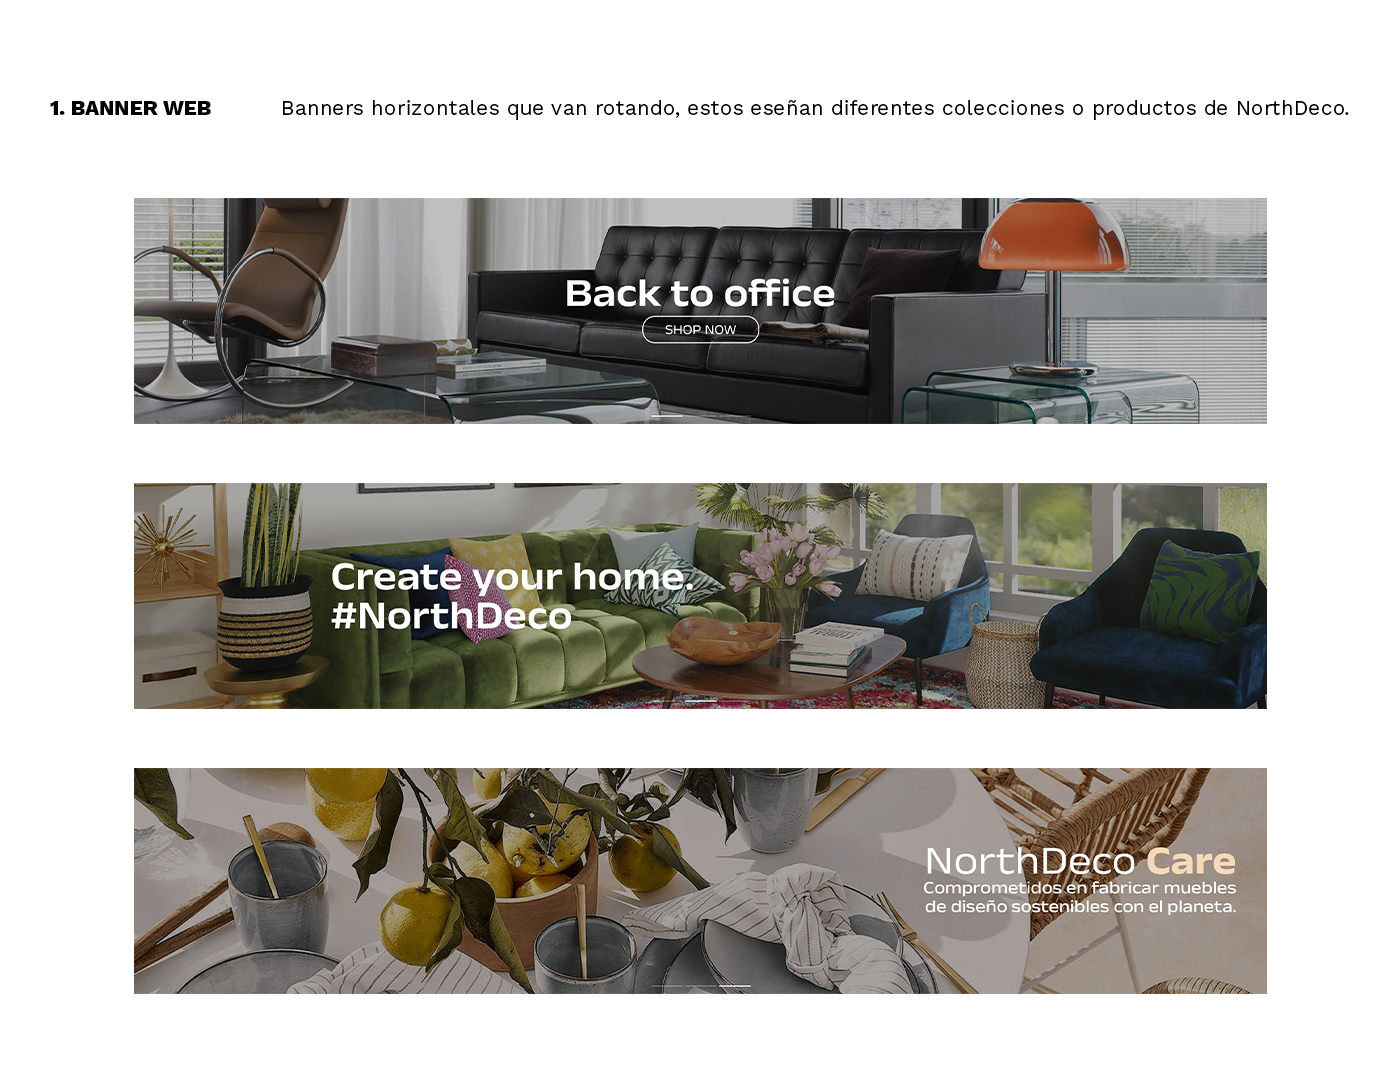 1. BANNER WEB
Banners horizontales que van rotando, estos eseñan diferentes colecciones o productos de NorthDeco.
Back to office
SHOP NOW
Create your home.
#NorthDeco
NorthDeco Care
Comprometidos en fabricar muebles
de diseño sostenibles con el planeta.